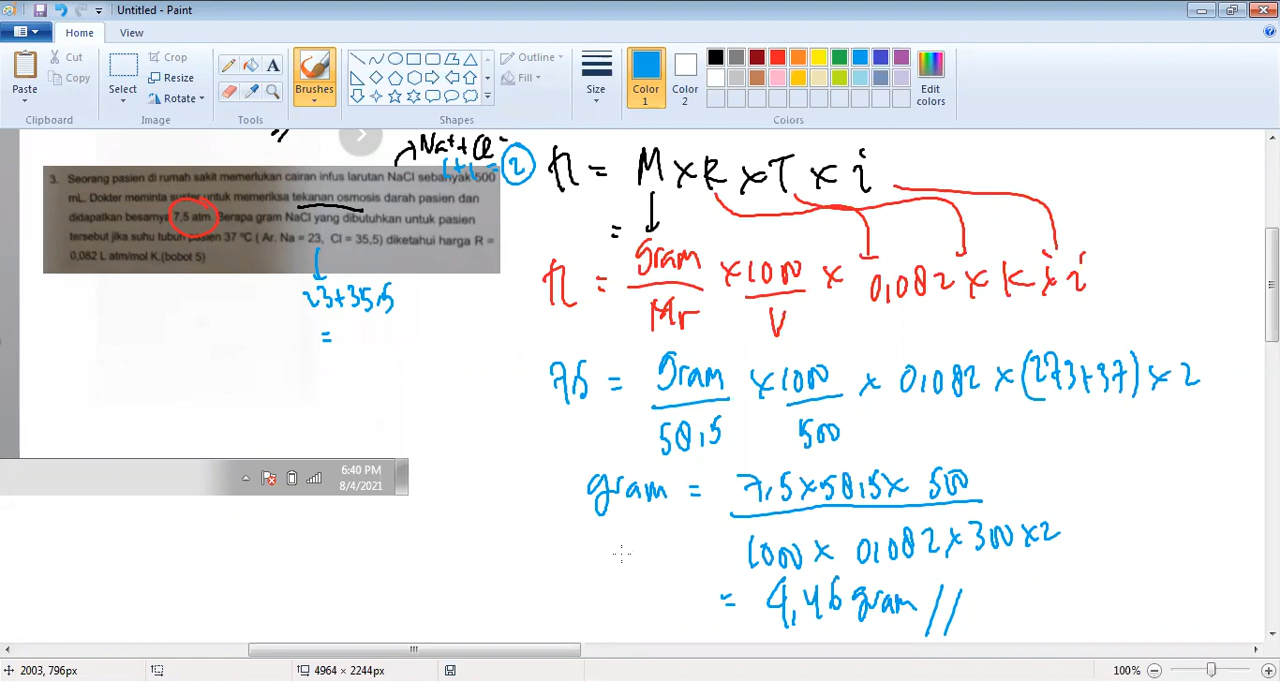 Untitled - Paint
Home View
Paste
Cut
Copy
Clipboard
Select
Crop
Resize
Rotate
Image
Tools
Brushes
Shapes
Outline
Fill
Size
Color 1
Color 2
Edit colors
Colors
Na+ + Cl-
1+1 = 2
3. Seorang pasien di rumah sakit memerlukan cairan infus larutan NaCl sebanyak 500
mL. Dokter meminta suster untuk memeriksa tekanan osmosis darah pasien dan
didapatkan besarnya 7,5 atm. Berapa gram NaCl yang dibutuhkan untuk pasien
tersebut jika suhu tubuh pasien 37 °C ( Ar. Na = 23, Cl = 35,5) diketahui harga R =
0,082 L atm/mol K.(bobot 5)
23+35,5
=
π = M x R x T x i
=
π = gram/Mr x 1000/V x 0,082 x K x i
7,5 = gram/58,5 x 1000/500 x 0,082 x (273+37) x 2
gram = 7,5 x 58,5 x 500
1000 x 0,082 x 300 x 2
= 4,46 gram //
6:40 PM
8/4/2021
2003, 796px
4964 × 2244px
100%